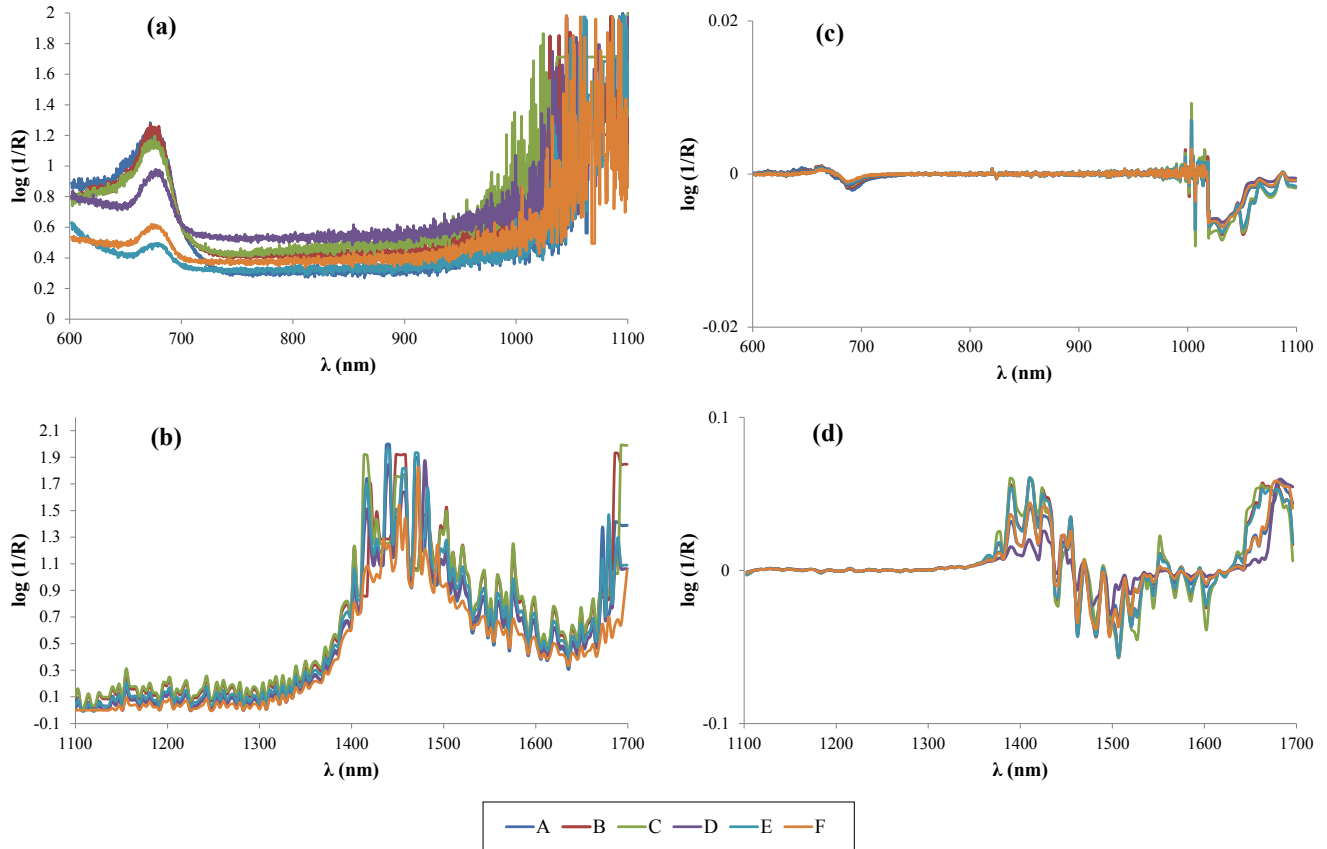 (a)
log (1/R)
2
1.8
1.6
1.4
1.2
1
0.8
0.6
0.4
0.2
0
600 700 800 900 1000 1100
λ (nm)
(c)
log (1/R)
0.02
0
-0.02
600 700 800 900 1000 1100
λ (nm)
(b)
log (1/R)
2.1
1.9
1.7
1.5
1.3
1.1
0.9
0.7
0.5
0.3
0.1
-0.1
1100 1200 1300 1400 1500 1600 1700
λ (nm)
(d)
log (1/R)
0.1
0
-0.1
1100 1200 1300 1400 1500 1600 1700
λ (nm)
A B C D E F